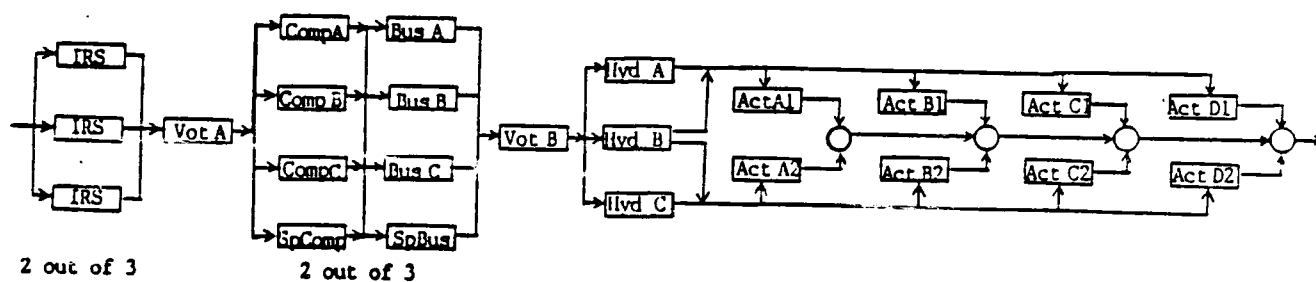 IRS
IRS
IRS
2 out of 3
Vot A
CompA
Comp B
CompC
SpComp
Bus A
Bus B
Bus C
SpBus
2 out of 3
Vot B
Hyd A
Hyd B
Hyd C
ActA1
Act A2
Act B1
Act B2
Act C1
Act C2
Act D1
Act D2